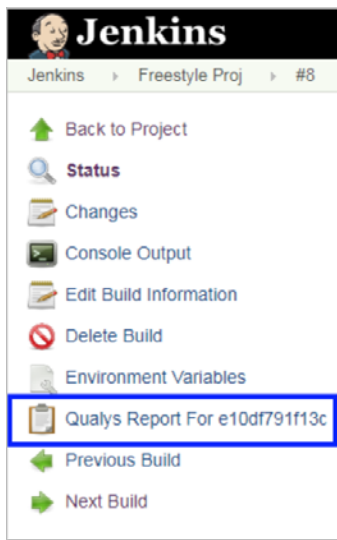 Jenkins
Jenkins Freestyle Proj #8
Back to Project
Status
Changes
Console Output
Edit Build Information
Delete Build
Environment Variables
Qualys Report For e10df791f13c
Previous Build
Next Build